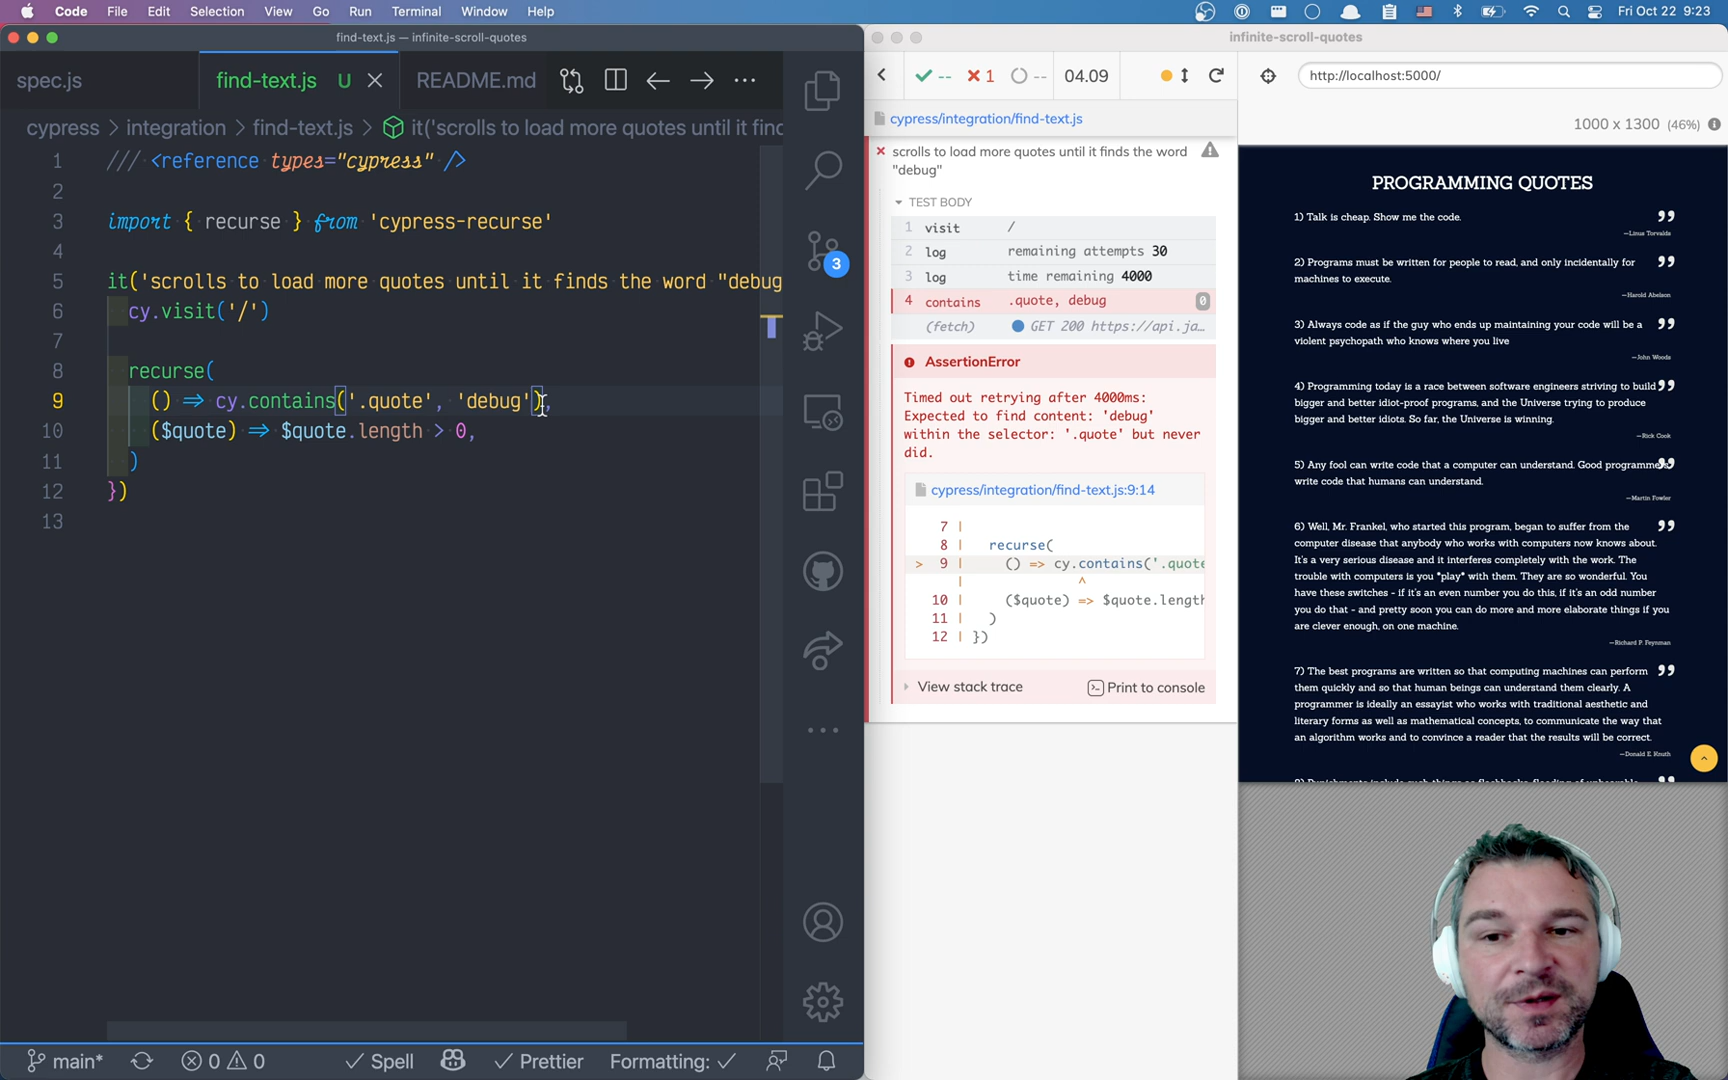 Code File Edit Selection View Go Run Terminal Window Help
Fri Oct 22 9:23
find-text.js — infinite-scroll-quotes
spec.js
find-text.js U
README.md
cypress > integration > find-text.js > it('scrolls to load more quotes until it finc
1 /// <reference types="cypress" />
2
3 import { recurse } from 'cypress-recurse'
4
5 it('scrolls to load more quotes until it finds the word "debug
6 cy.visit('/')
7
8 recurse(
9 () => cy.contains('.quote', 'debug'),
10 ($quote) => $quote.length > 0,
11 )
12 })
13
3
main*
0
0
Spell
Prettier
Formatting:
infinite-scroll-quotes
--
1
--
04.09
http://localhost:5000/
1000 x 1300 (46%)
cypress/integration/find-text.js
scrolls to load more quotes until it finds the word
"debug"
TEST BODY
1 visit /
2 log remaining attempts 30
3 log time remaining 4000
4 contains .quote, debug 0
(fetch) GET 200 https://api.ja…
AssertionError
Timed out retrying after 4000ms:
Expected to find content: 'debug'
within the selector: '.quote' but never
did.
cypress/integration/find-text.js:9:14
7 |
8 | recurse(
> 9 | () => cy.contains('.quote
| ^
10 | ($quote) => $quote.length
11 | )
12 | })
View stack trace
Print to console
PROGRAMMING QUOTES
1) Talk is cheap. Show me the code.
—Linus Torvalds
2) Programs must be written for people to read, and only incidentally for
machines to execute.
—Harold Abelson
3) Always code as if the guy who ends up maintaining your code will be a
violent psychopath who knows where you live
—John Woods
4) Programming today is a race between software engineers striving to build
bigger and better idiot-proof programs, and the Universe trying to produce
bigger and better idiots. So far, the Universe is winning.
—Rick Cook
5) Any fool can write code that a computer can understand. Good programmers
write code that humans can understand.
—Martin Fowler
6) Well, Mr. Frankel, who started this program, began to suffer from the
computer disease that anybody who works with computers now knows about.
It's a very serious disease and it interferes completely with the work. The
trouble with computers is you *play* with them. They are so wonderful. You
have these switches - if it's an even number you do this, if it's an odd number
you do that - and pretty soon you can do more and more elaborate things if you
are clever enough, on one machine.
—Richard P. Feynman
7) The best programs are written so that computing machines can perform
them quickly and so that human beings can understand them clearly. A
programmer is ideally an essayist who works with traditional aesthetic and
literary forms as well as mathematical concepts, to communicate the way that
an algorithm works and to convince a reader that the results will be correct.
—Donald E. Knuth